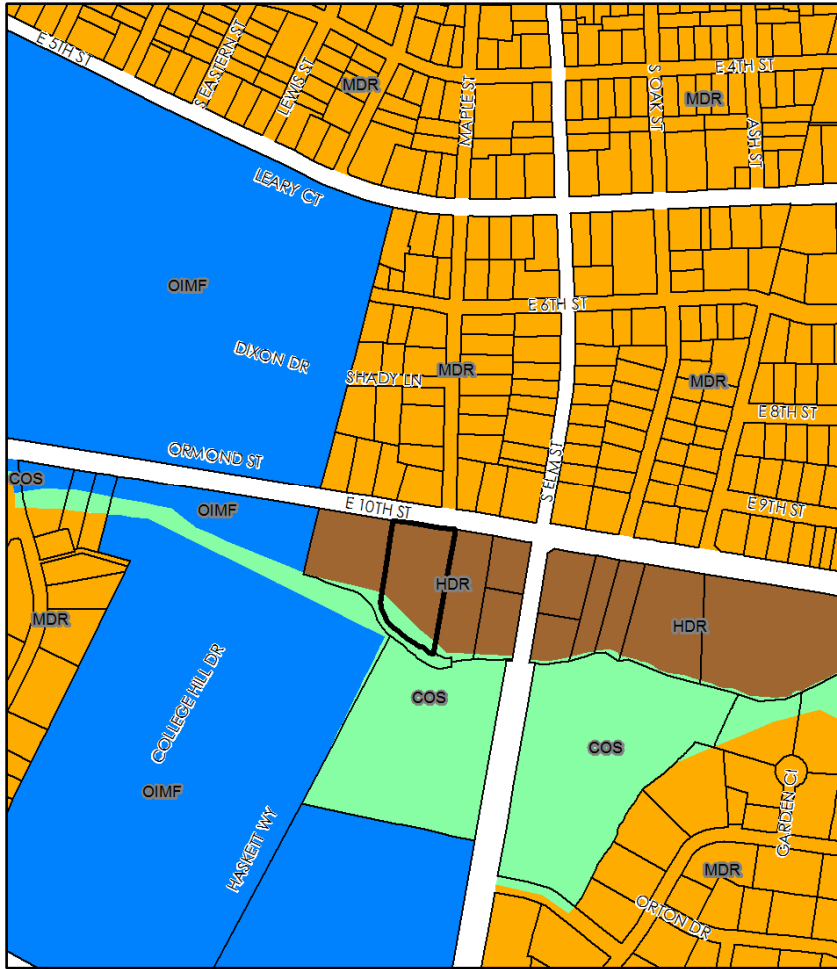 E 5TH ST
S EASTERN ST
LEWIS ST
MDR
MAPLE ST
S OAK ST
E 4TH ST
MDR
ASH ST
LEARY CT
OIMF
E 6TH ST
DIXON DR
SHADY LN
MDR
MDR
E 8TH ST
ORMOND ST
S ELM ST
COS
OIMF
E 10TH ST
E 9TH ST
HDR
MDR
HDR
COLLEGE HILL DR
COS
COS
OIMF
HASKETT WY
GARDEN CI
MDR
ORTON DR